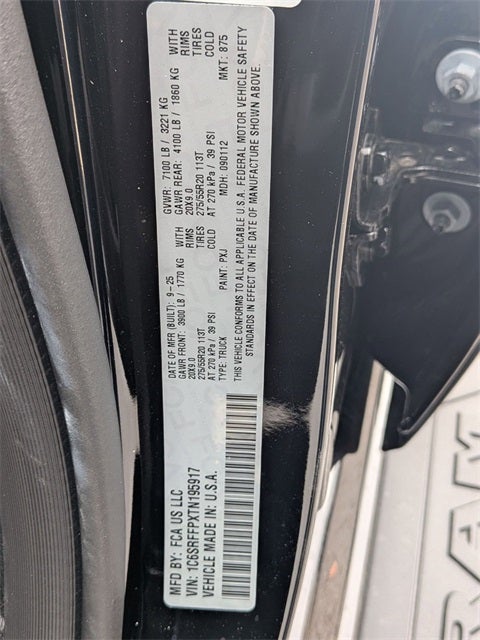 MFD BY: FCA US LLC
DATE OF MFR (BUILT): 9-25
GVWR: 7100 LB / 3221 KG
GAWR FRONT: 3900 LB / 1770 KG WITH
GAWR REAR: 4100 LB / 1860 KG WITH
20X9.0 RIMS
20X9.0 RIMS
275/55R20 113T TIRES
275/55R20 113T TIRES
AT 270 kPa / 39 PSI COLD
AT 270 kPa / 39 PSI COLD
VIN: 1C6SRFFPXTN195917
TYPE: TRUCK
PAINT: PXJ
MDH: 090112
MKT: 875
VEHICLE MADE IN: U.S.A.
THIS VEHICLE CONFORMS TO ALL APPLICABLE U.S.A. FEDERAL MOTOR VEHICLE SAFETY
STANDARDS IN EFFECT ON THE DATE OF MANUFACTURE SHOWN ABOVE.
RAM